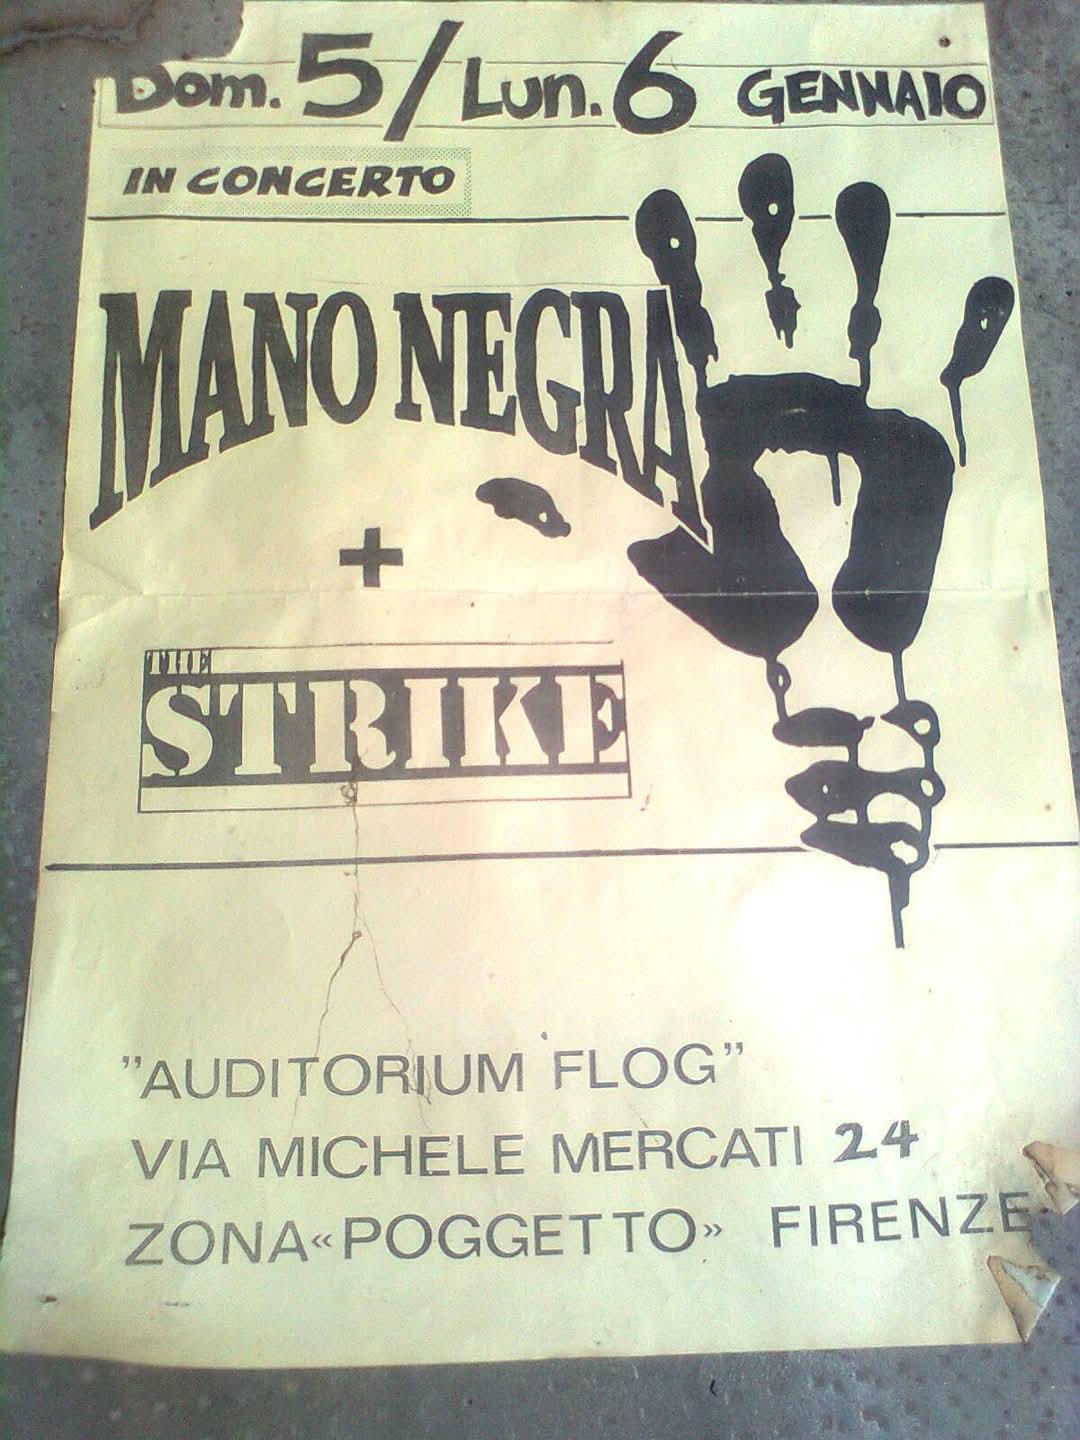 Dom. 5/Lun. 6 GENNAIO
IN CONCERTO
MANO NEGRA
+
THE
STRIKE
"AUDITORIUM FLOG"
VIA MICHELE MERCATI 24
ZONA «POGGETTO» FIRENZE